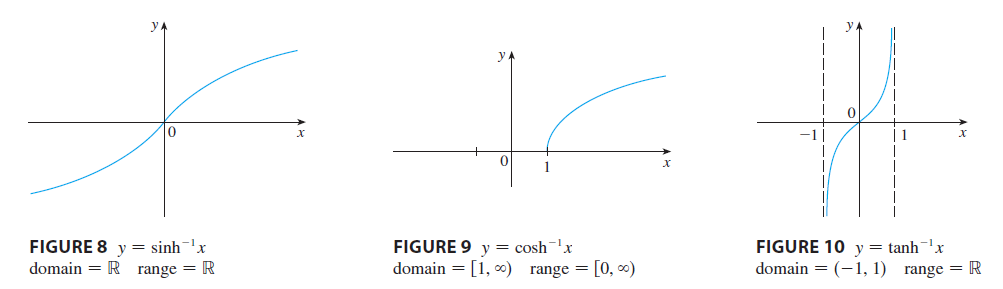 y
0
x
FIGURE 8 y = sinh⁻¹x
domain = ℝ range = ℝ
y
0
1
x
FIGURE 9 y = cosh⁻¹x
domain = [1, ∞) range = [0, ∞)
y
0
−1
1
x
FIGURE 10 y = tanh⁻¹x
domain = (−1, 1) range = ℝ